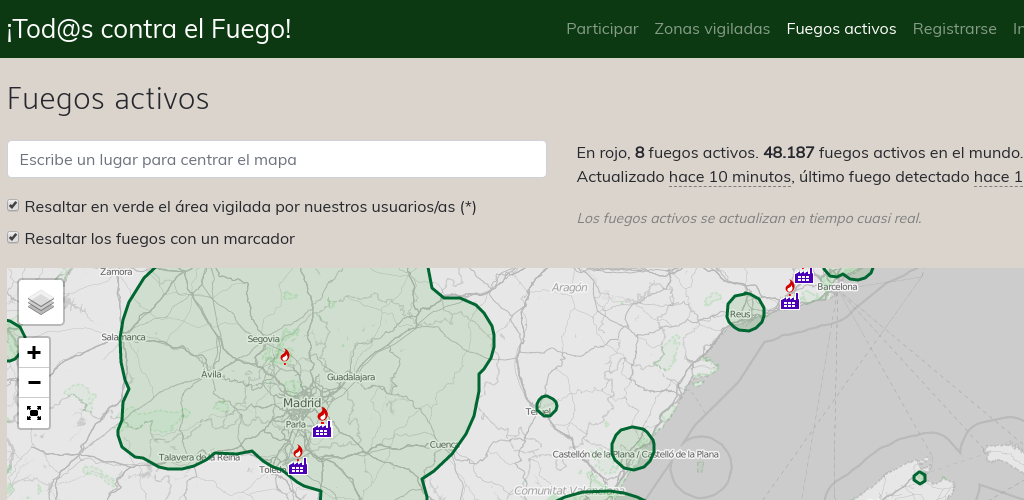 ¡Tod@s contra el Fuego!
Participar Zonas vigiladas Fuegos activos Registrarse
Fuegos activos
Escribe un lugar para centrar el mapa
Resaltar en verde el área vigilada por nuestros usuarios/as (*)
Resaltar los fuegos con un marcador
En rojo, 8 fuegos activos. 48.187 fuegos activos en el mundo.
Actualizado hace 10 minutos, último fuego detectado hace 1
Los fuegos activos se actualizan en tiempo cuasi real.
Zamora
Aragón
Barcelona
Reus
Salamanca
Segovia
Ávila
Guadalajara
Madrid
Teruel
Parla
Cuenca
Castellón de la Plana / Castelló de la Plana
Talavera de la Reina
Toledo
Comunitat Valenciana
+
−